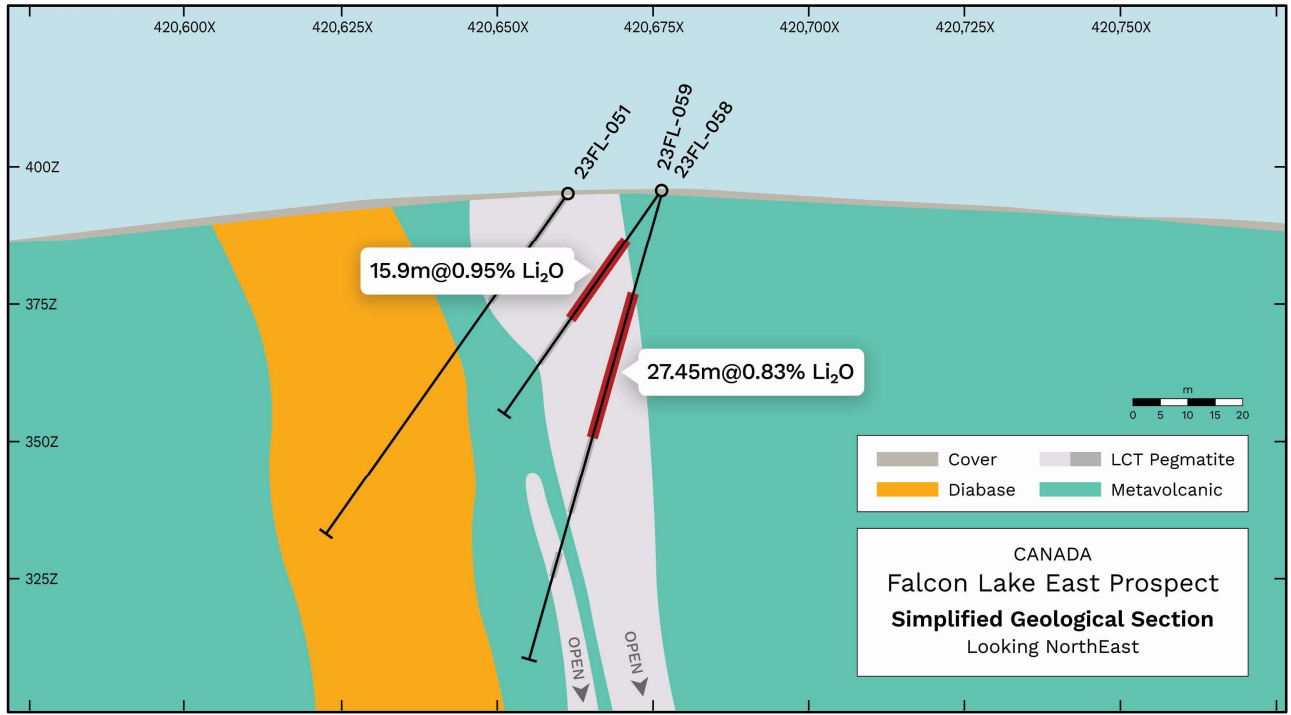 420,600X
420,625X
420,650X
420,675X
420,700X
420,725X
420,750X
23FL-051
23FL-059
23FL-058
400Z
375Z
350Z
325Z
15.9m@0.95% Li₂O
27.45m@0.83% Li₂O
m
0 5 10 15 20
Cover
LCT Pegmatite
Diabase
Metavolcanic
CANADA
Falcon Lake East Prospect
Simplified Geological Section
Looking NorthEast
OPEN
OPEN